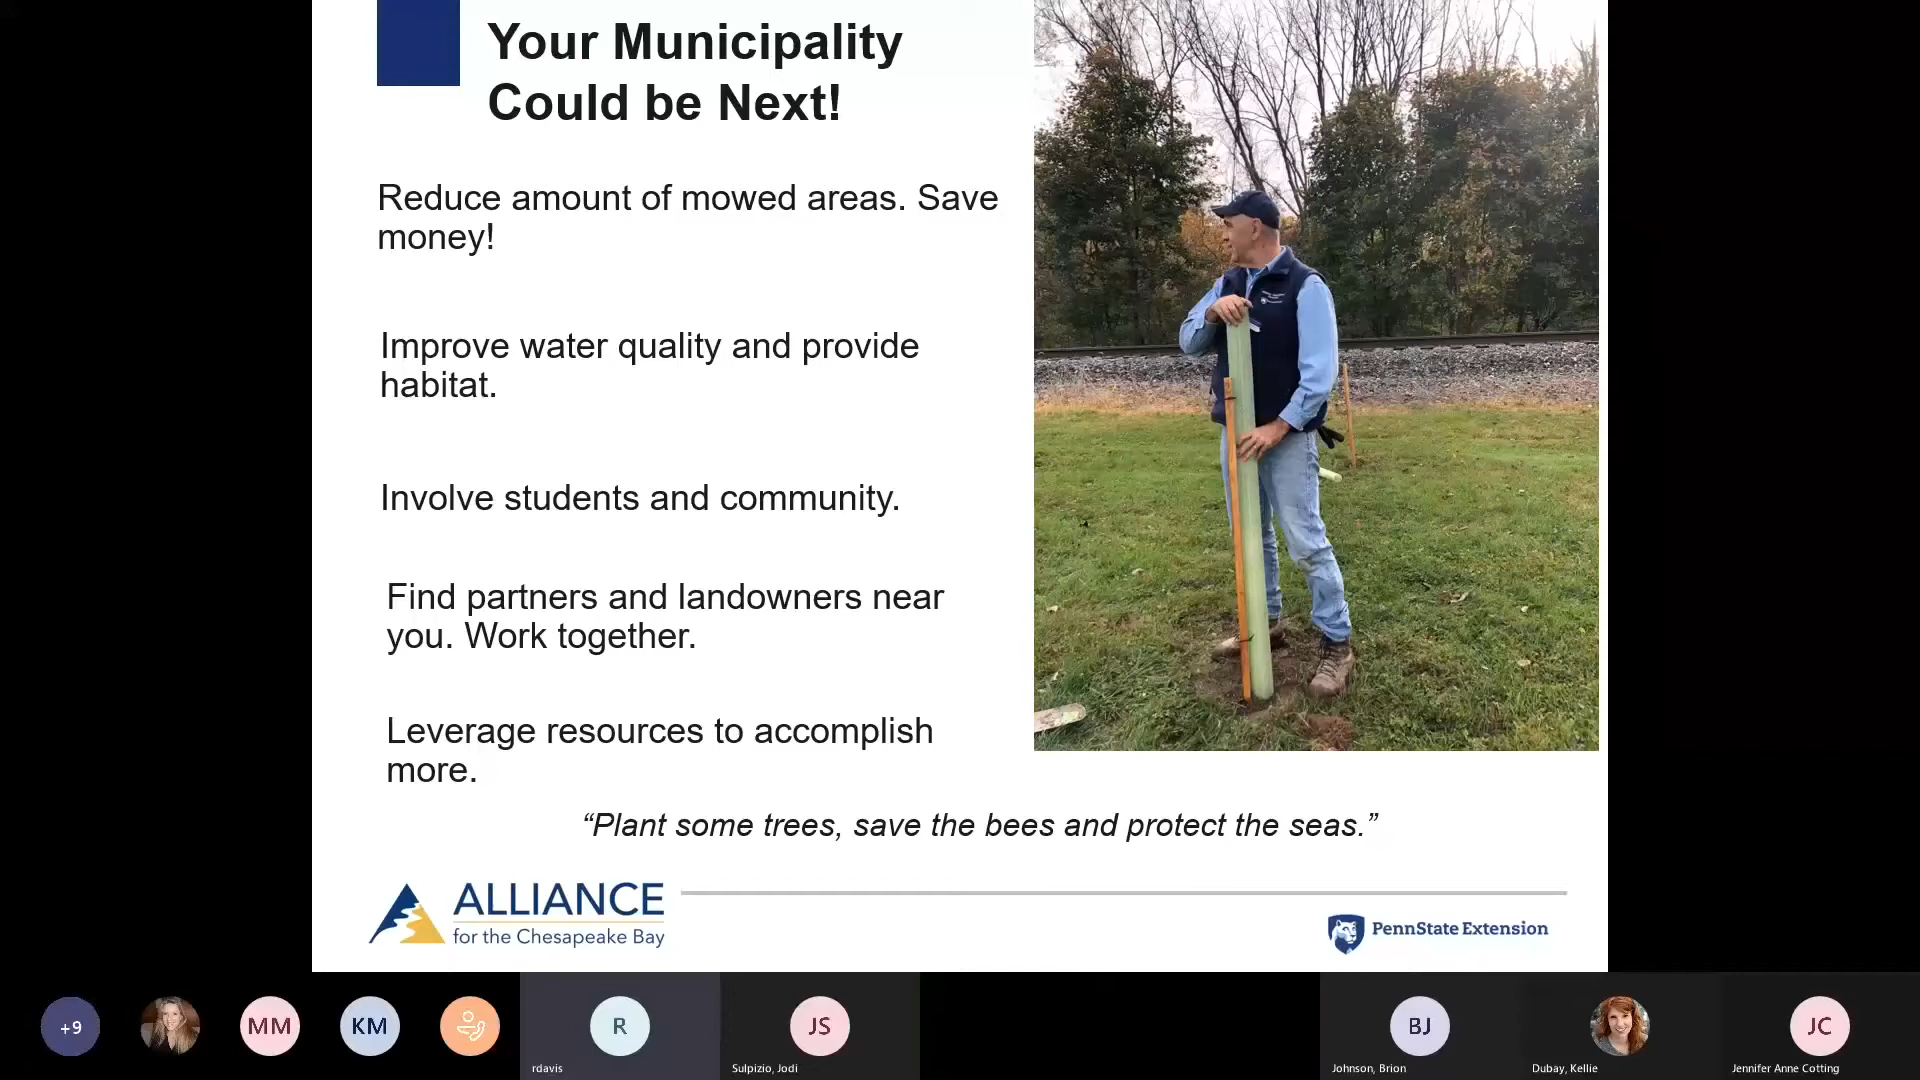 Your Municipality
Could be Next!
Reduce amount of mowed areas. Save
money!
Improve water quality and provide
habitat.
Involve students and community.
Find partners and landowners near
you. Work together.
Leverage resources to accomplish
more.
“Plant some trees, save the bees and protect the seas.”
ALLIANCE
for the Chesapeake Bay
PennState Extension
+9
MM
KM
R
JS
BJ
JC
rdavis
Sulpizio, Jodi
Johnson, Brion
Dubay, Kellie
Jennifer Anne Cotting